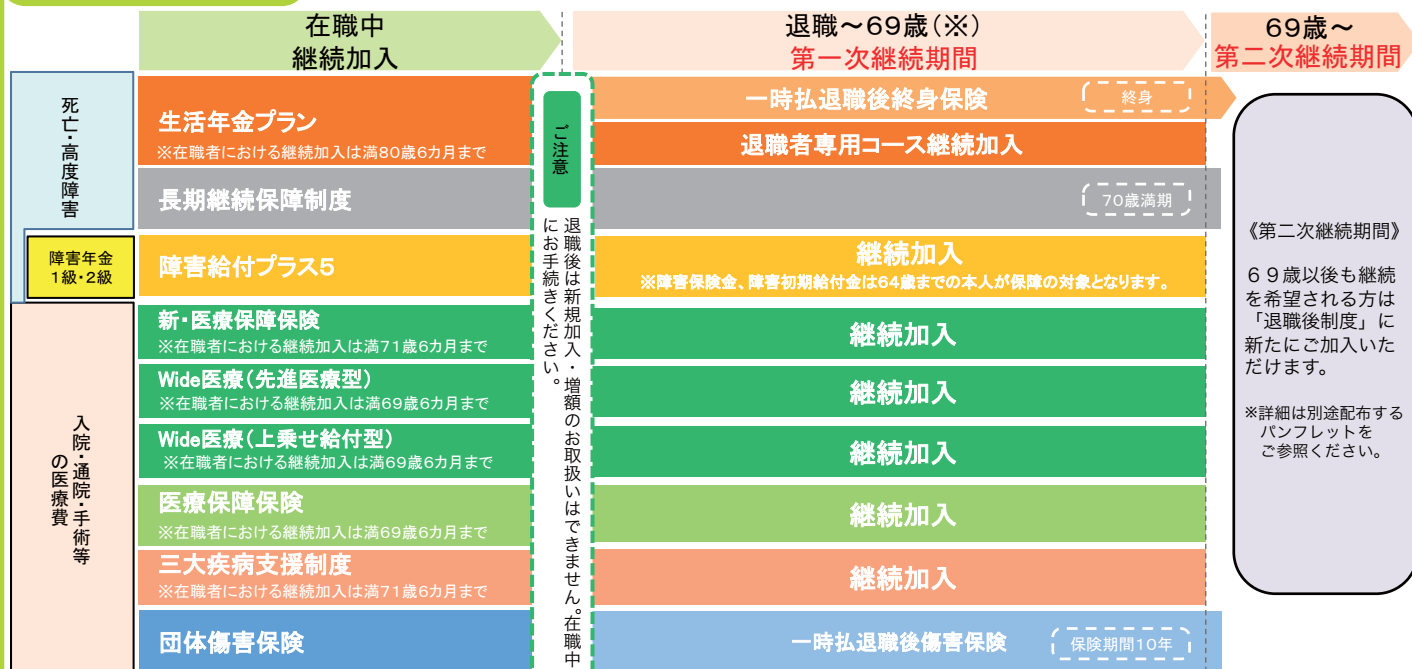 在職中
継続加入
退職～69歳(※)
第一次継続期間
69歳～
第二次継続期間
死亡・高度障害
生活年金プラン
※在職者における継続加入は満80歳6カ月まで
一時払退職後終身保険
終身
退職者専用コース継続加入
長期継続保障制度
70歳満期
障害年金
1級・2級
障害給付プラス5
継続加入
※障害保険金、障害初期給付金は64歳までの本人が保障の対象となります。
入院・通院・手術等
の医療費
新・医療保障保険
※在職者における継続加入は満71歳6カ月まで
継続加入
Wide医療(先進医療型)
※在職者における継続加入は満69歳6カ月まで
継続加入
Wide医療(上乗せ給付型)
※在職者における継続加入は満69歳6カ月まで
継続加入
医療保障保険
※在職者における継続加入は満69歳6カ月まで
継続加入
三大疾病支援制度
※在職者における継続加入は満71歳6カ月まで
継続加入
団体傷害保険
一時払退職後傷害保険
保険期間10年
ご注意
退職後は新規加入・増額のお取扱いはできません。在職中
にお手続きください。
《第二次継続期間》
６９歳以後も継続
を希望される方は
「退職後制度」に
新たにご加入いた
だけます。
※詳細は別途配布する
パンフレットを
ご参照ください。